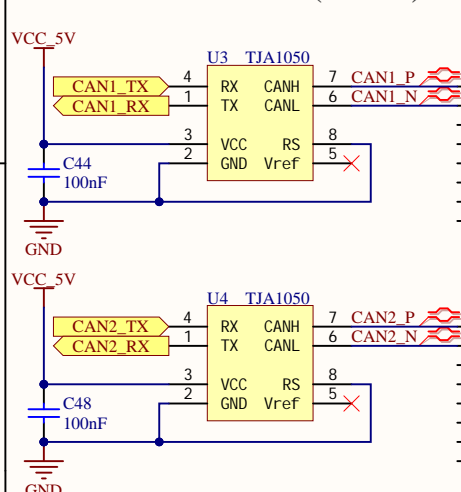 VCC_5V
U3 TJA1050
CAN1_TX 4 RX CANH 7 CAN1_P
CAN1_RX 1 TX CANL 6 CAN1_N
3 VCC RS 8
2 GND Vref 5
C44
100nF
GND
VCC_5V
U4 TJA1050
CAN2_TX 4 RX CANH 7 CAN2_P
CAN2_RX 1 TX CANL 6 CAN2_N
3 VCC RS 8
2 GND Vref 5
C48
100nF
GND